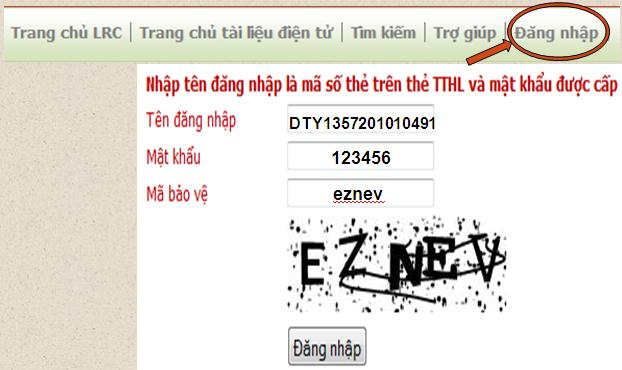 Trang chủ LRC | Trang chủ tài liệu điện tử | Tìm kiếm | Trợ giúp | Đăng nhập
Nhập tên đăng nhập là mã số thẻ trên thẻ TTHL và mật khẩu được cấp
Tên đăng nhập DTY1357201010491
Mật khẩu 123456
Mã bảo vệ eznev
EZNEV
Đăng nhập